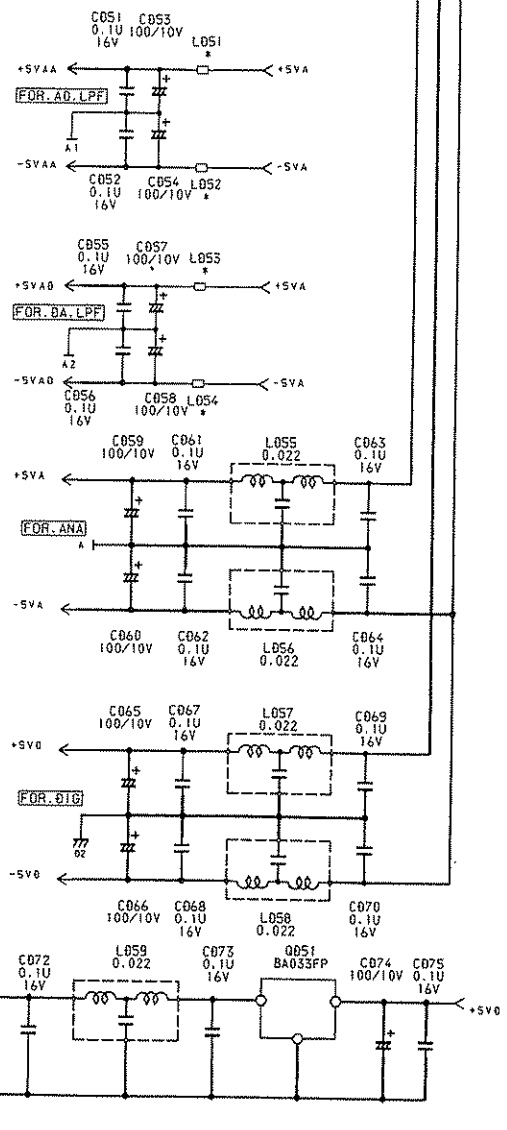 C051 C053
0.1U 100/10V L051
16V *
+5VAA +5VA
FOR.AD.LPF
A1
-5VAA -5VA
C052 C054 L052
0.1U 100/10V *
16V
C055 C057
0.1U 100/10V L053
16V *
+5VAD +5VA
FOR.DA.LPF
A2
-5VAD -5VA
C056 C058 L054
0.1U 100/10V *
16V
C059 C061 L055 C063
100/10V 0.1U 0.022 0.1U
16V 16V
+5VA
FOR.ANA
A
-5VA
C060 C062 L056 C064
100/10V 0.1U 0.022 0.1U
16V 16V
C065 C067 L057 C069
100/10V 0.1U 0.022 0.1U
16V 16V
+5VD
FOR.DIG
D2
-5VD
C066 C068 L058 C070
100/10V 0.1U 0.022 0.1U
16V 16V
C072 L059 C073 Q051 C074 C075
0.1U 0.022 0.1U BA033FP 100/10V 0.1U
16V 16V 16V
+5VD